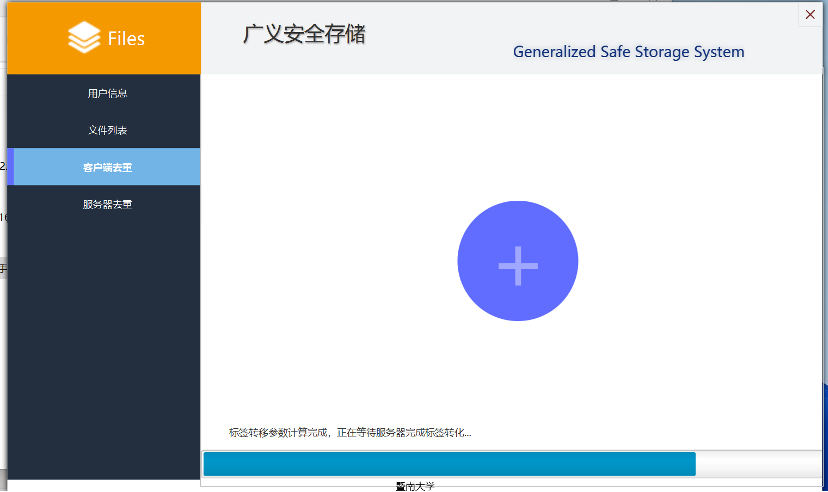 Files
广义安全存储
Generalized Safe Storage System
用户信息
文件列表
客户端去重
服务器去重
标签转移参数计算完成，正在等待服务器完成标签转化...
暨南大学